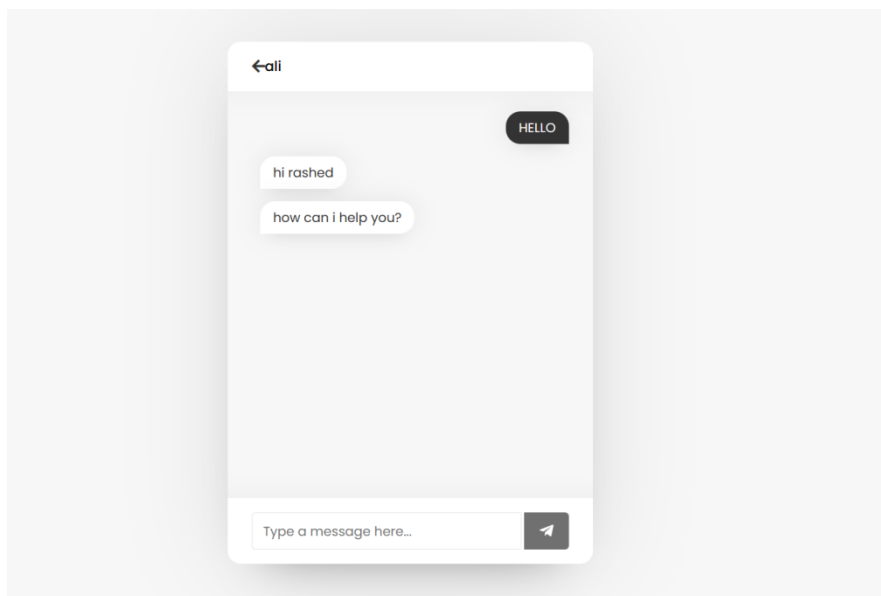 ali
HELLO
hi rashed
how can i help you?
Type a message here...